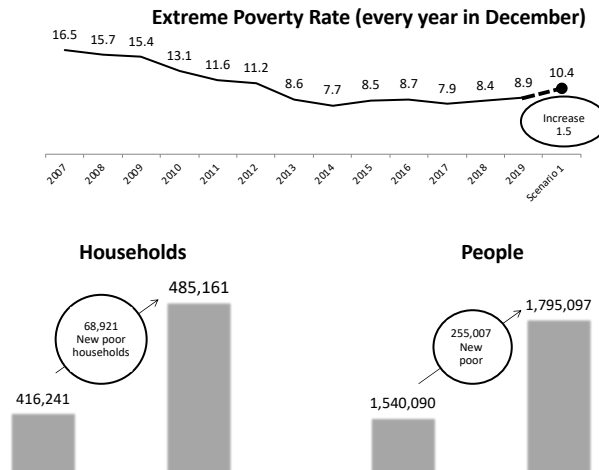 Extreme Poverty Rate (every year in December)
16.5 15.7 15.4 13.1 11.6 11.2 8.6 7.7 8.5 8.7 7.9 8.4 8.9 10.4
Increase
1.5
2007 2008 2009 2010 2011 2012 2013 2014 2015 2016 2017 2018 2019 Scenario 1
Households
485,161
68,921
New poor
households
416,241
People
1,795,097
255,007
New
poor
1,540,090